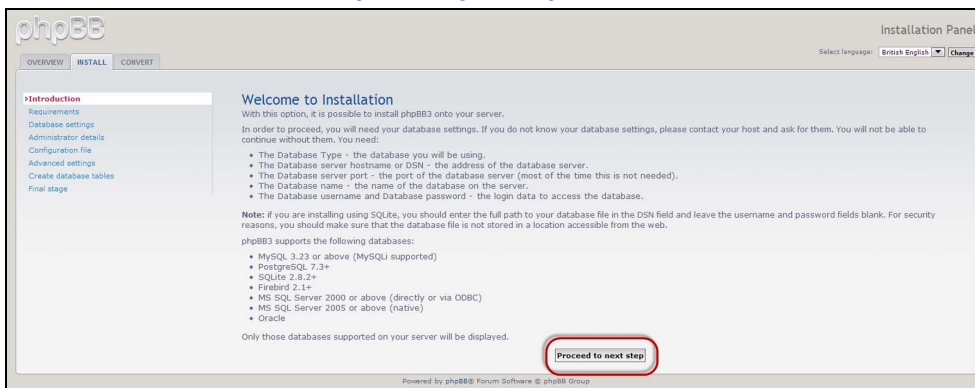 phpBB
Installation Panel
Select language: British English Change
OVERVIEW INSTALL CONVERT
Introduction
Requirements
Database settings
Administrator details
Configuration file
Advanced settings
Create database tables
Final stage
Welcome to Installation
With this option, it is possible to install phpBB3 onto your server.
In order to proceed, you will need your database settings. If you do not know your database settings, please contact your host and ask for them. You will not be able to
continue without them. You need:
• The Database Type - the database you will be using.
• The Database server hostname or DSN - the address of the database server.
• The Database server port - the port of the database server (most of the time this is not needed).
• The Database name - the name of the database on the server.
• The Database username and Database password - the login data to access the database.
Note: if you are installing using SQLite, you should enter the full path to your database file in the DSN field and leave the username and password fields blank. For security
reasons, you should make sure that the database file is not stored in a location accessible from the web.
phpBB3 supports the following databases:
• MySQL 3.23 or above (MySQLi supported)
• PostgreSQL 7.3+
• SQLite 2.8.2+
• Firebird 2.1+
• MS SQL Server 2000 or above (directly or via ODBC)
• MS SQL Server 2005 or above (native)
• Oracle
Only those databases supported on your server will be displayed.
Proceed to next step
Powered by phpBB® Forum Software © phpBB Group